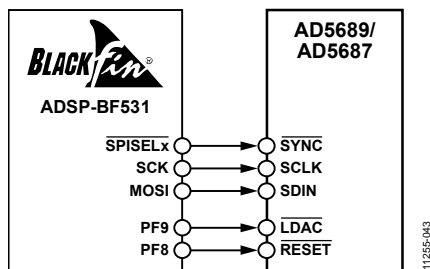 BLACKfin®
ADSP-BF531
SPISELx
SCK
MOSI
PF9
PF8
AD5689/
AD5687
SYNC
SCLK
SDIN
LDAC
RESET
11255-043